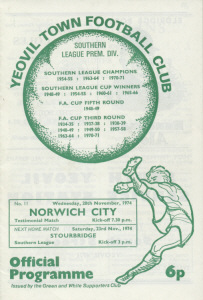 YEOVIL TOWN FOOTBALL CLUB
SOUTHERN
LEAGUE PREM. DIV.
SOUTHERN LEAGUE CHAMPIONS
1954-55 1963-64 1970-71
SOUTHERN LEAGUE CUP WINNERS
1948-49 1954-55 1960-61 1965-66
F.A. CUP FIFTH ROUND
1948-49
F.A. CUP THIRD ROUND
1934-35 1937-38 1938-39
1948-49 1949-50 1957-58
1963-64 1970-71
No. 11 Wednesday, 20th November, 1974
NORWICH CITY
Testimonial Match Kick-off 7.30 p.m.
NEXT HOME MATCH Saturday, 23rd Nov., 1974
STOURBRIDGE
Southern League Kick-off 3 p.m.
Official
Programme 6p
Issued by the Green and White Supporters Club